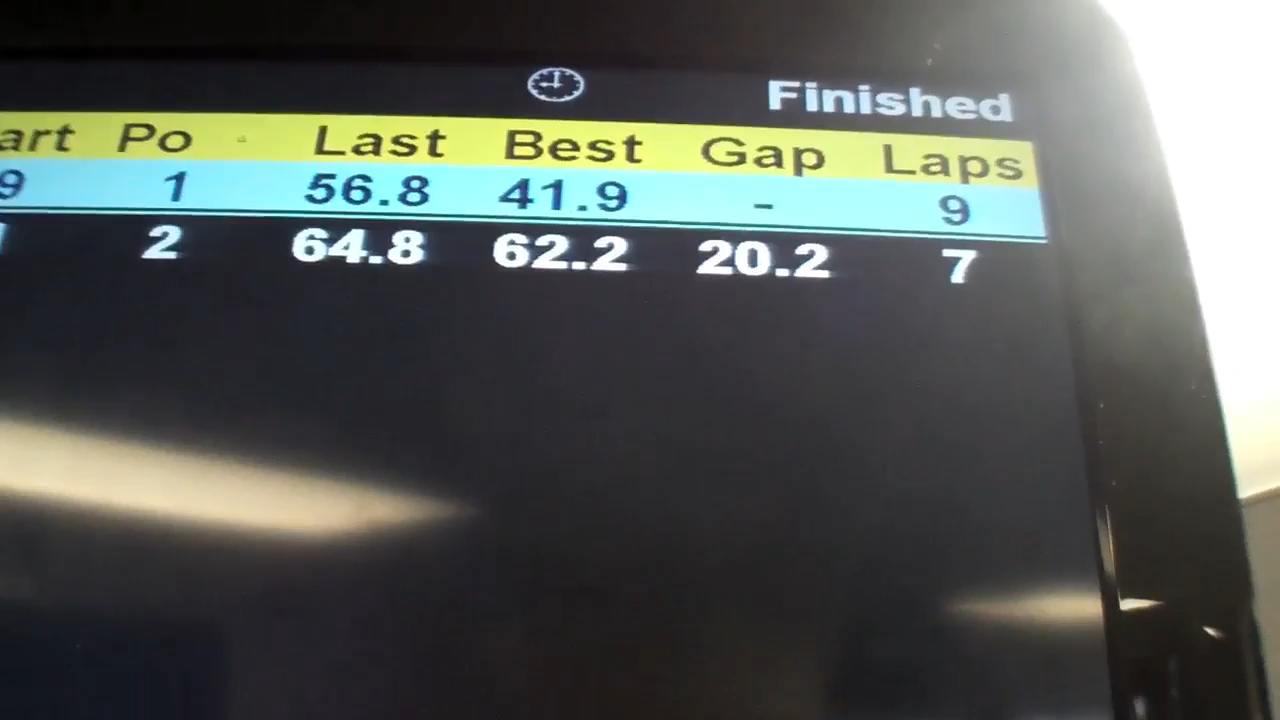 Finished
art Po Last Best Gap Laps
9 1 56.8 41.9 - 9
2 64.8 62.2 20.2 7